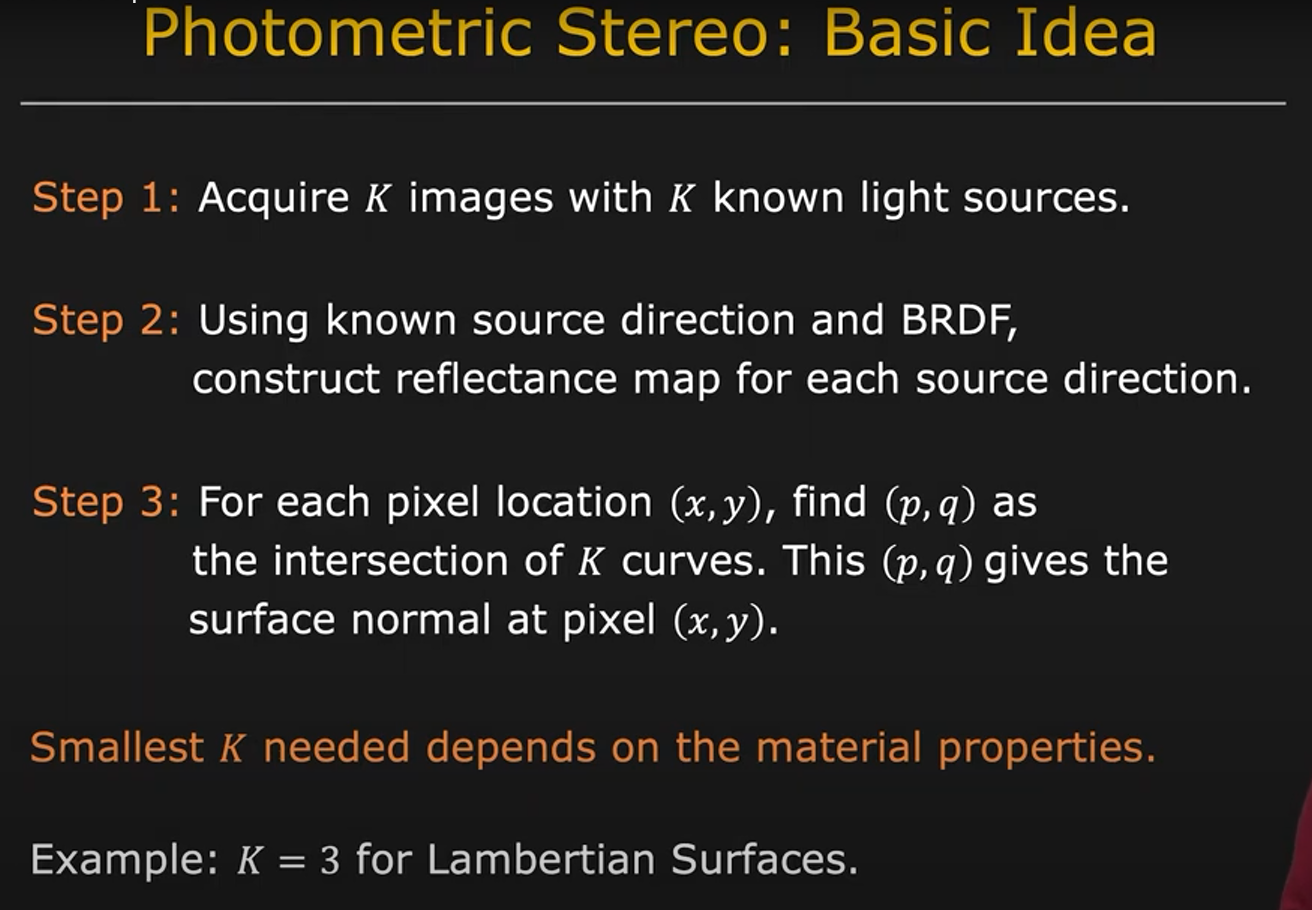 Photometric Stereo: Basic Idea
Step 1: Acquire K images with K known light sources.
Step 2: Using known source direction and BRDF,
construct reflectance map for each source direction.
Step 3: For each pixel location (x, y), find (p, q) as
the intersection of K curves. This (p, q) gives the
surface normal at pixel (x, y).
Smallest K needed depends on the material properties.
Example: K = 3 for Lambertian Surfaces.